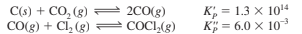 C(s) + CO₂(g) ⇌ 2CO(g) K′ₚ = 1.3 × 10¹⁴
CO(g) + Cl₂(g) ⇌ COCl₂(g) K″ₚ = 6.0 × 10⁻³